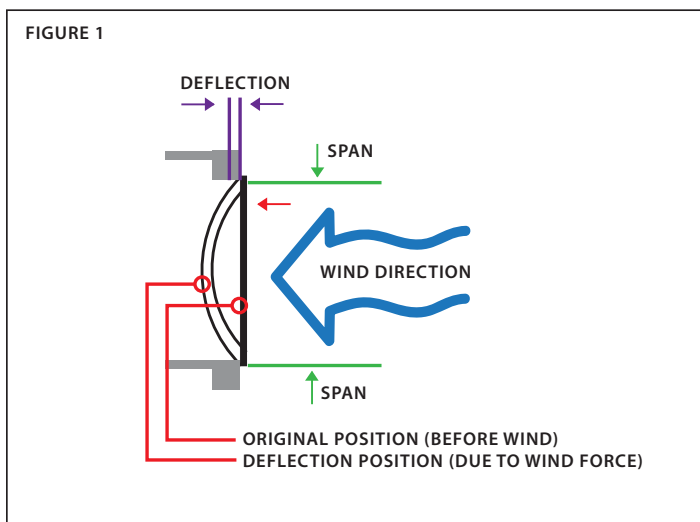 FIGURE 1
DEFLECTION
SPAN
WIND DIRECTION
SPAN
ORIGINAL POSITION (BEFORE WIND)
DEFLECTION POSITION (DUE TO WIND FORCE)